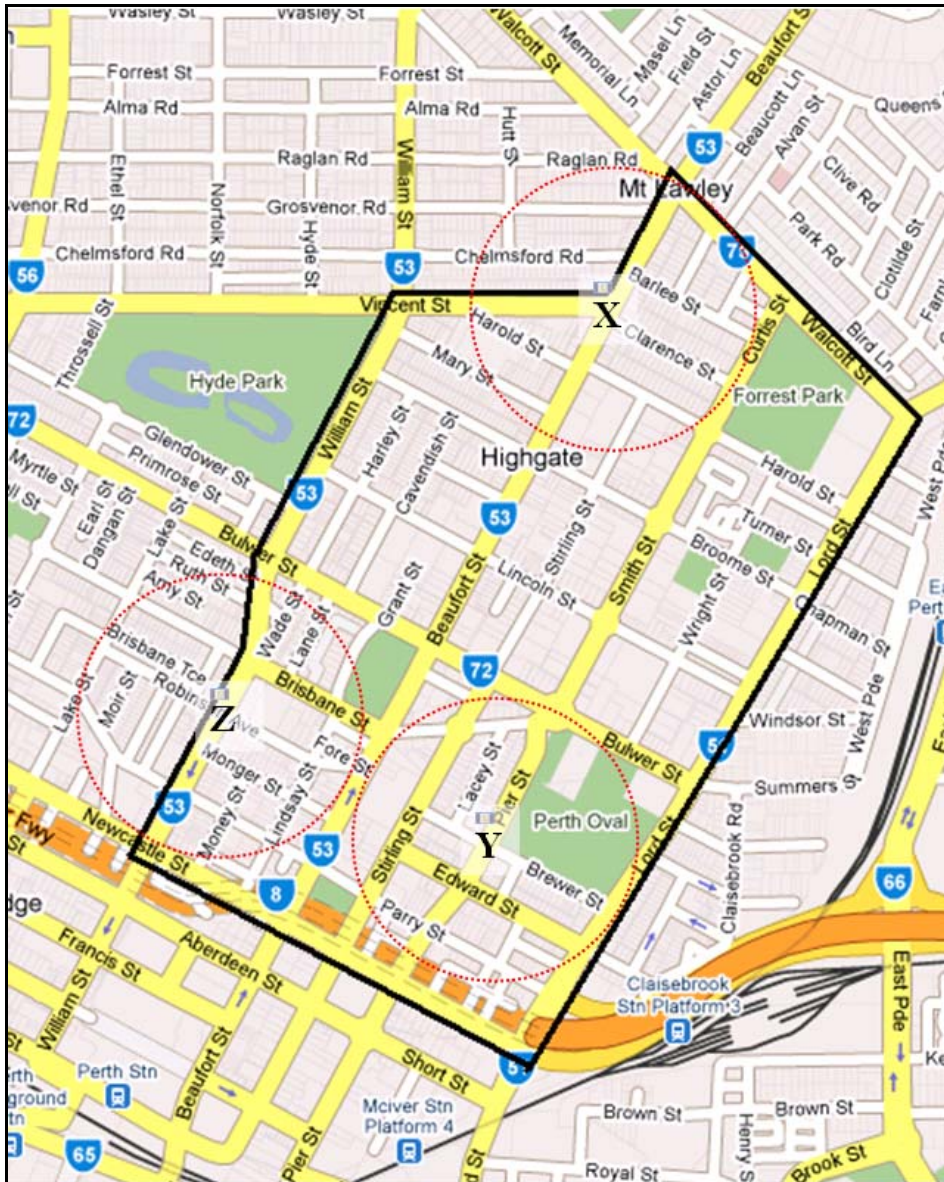 Wasley St
Wasley St
Walcott St
Memorial Ln
Masel Ln
Field St
Astor Ln
Beaufort St
Forrest St
Forrest St
Alma Rd
Alma Rd
Hutt St
Beaucott Ln
Alvan St
Queens
53
Ethel St
Raglan Rd
William St
Raglan Rd
Clive Rd
Mt Lawley
Norfolk St
Grosvenor Rd
Hyde St
Grosvenor Rd
Park Rd
Clotilde St
Chelmsford Rd
Chelmsford Rd
56
53
Vincent St
X
Barlee St
Harold St
Clarence St
Curtis St
Walcott St
Bird Ln
Throssell St
Mary St
Hyde Park
Forrest Park
William St
Harley St
Cavendish St
Highgate
72
Glendower St
Primrose St
Myrtle St
Earl St
Dangan St
Lake St
53
53
Harold St
Turner St
Broome St
Lord St
West Pde
Bulwer St
Edeth St
Ruth St
Amy St
Stirling St
Lincoln St
Smith St
Wright St
Chapman St
Grant St
Beaufort St
Wade St
Lane St
Brisbane Tce
Brisbane St
Lake St
Moir St
72
Z
Windsor St
West Pde
Bulwer St
Summers St
Monger St
Fore St
Lacey St
Money St
Lindsay St
53
53
Perth Oval
Y
Lord St
Claisebrook Rd
Newcastle St
Fwy
Stirling St
Edward St
Brewer St
Parry St
8
66
Francis St
Aberdeen St
William St
Claisebrook
Stn Platform 3
East Pde
Perth Stn
Beaufort St
Short St
Mciver Stn
Platform 4
Pier St
65
Brown St
Brown St
Henry S
Royal St
Brook St